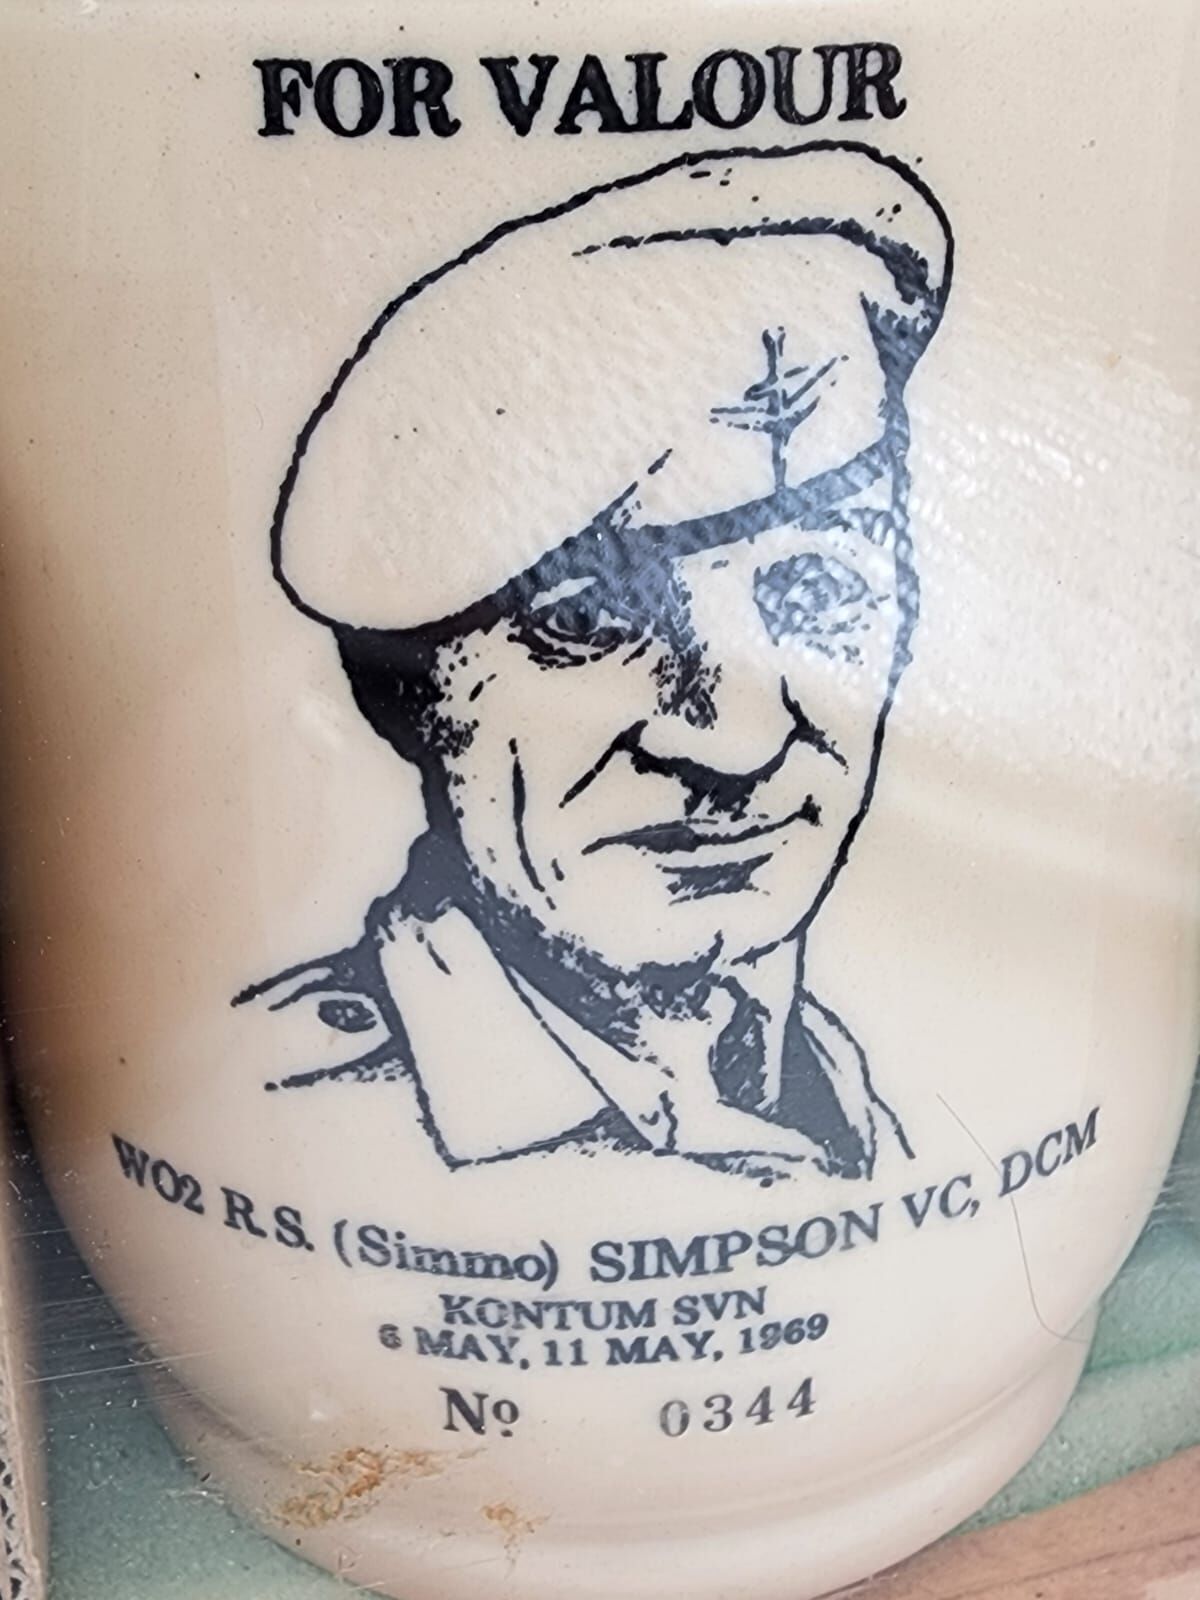 FOR VALOUR
WO2 R.S. (Simmo) SIMPSON VC, DCM
KONTUM SVN
6 MAY, 11 MAY, 1969
Nº 0344